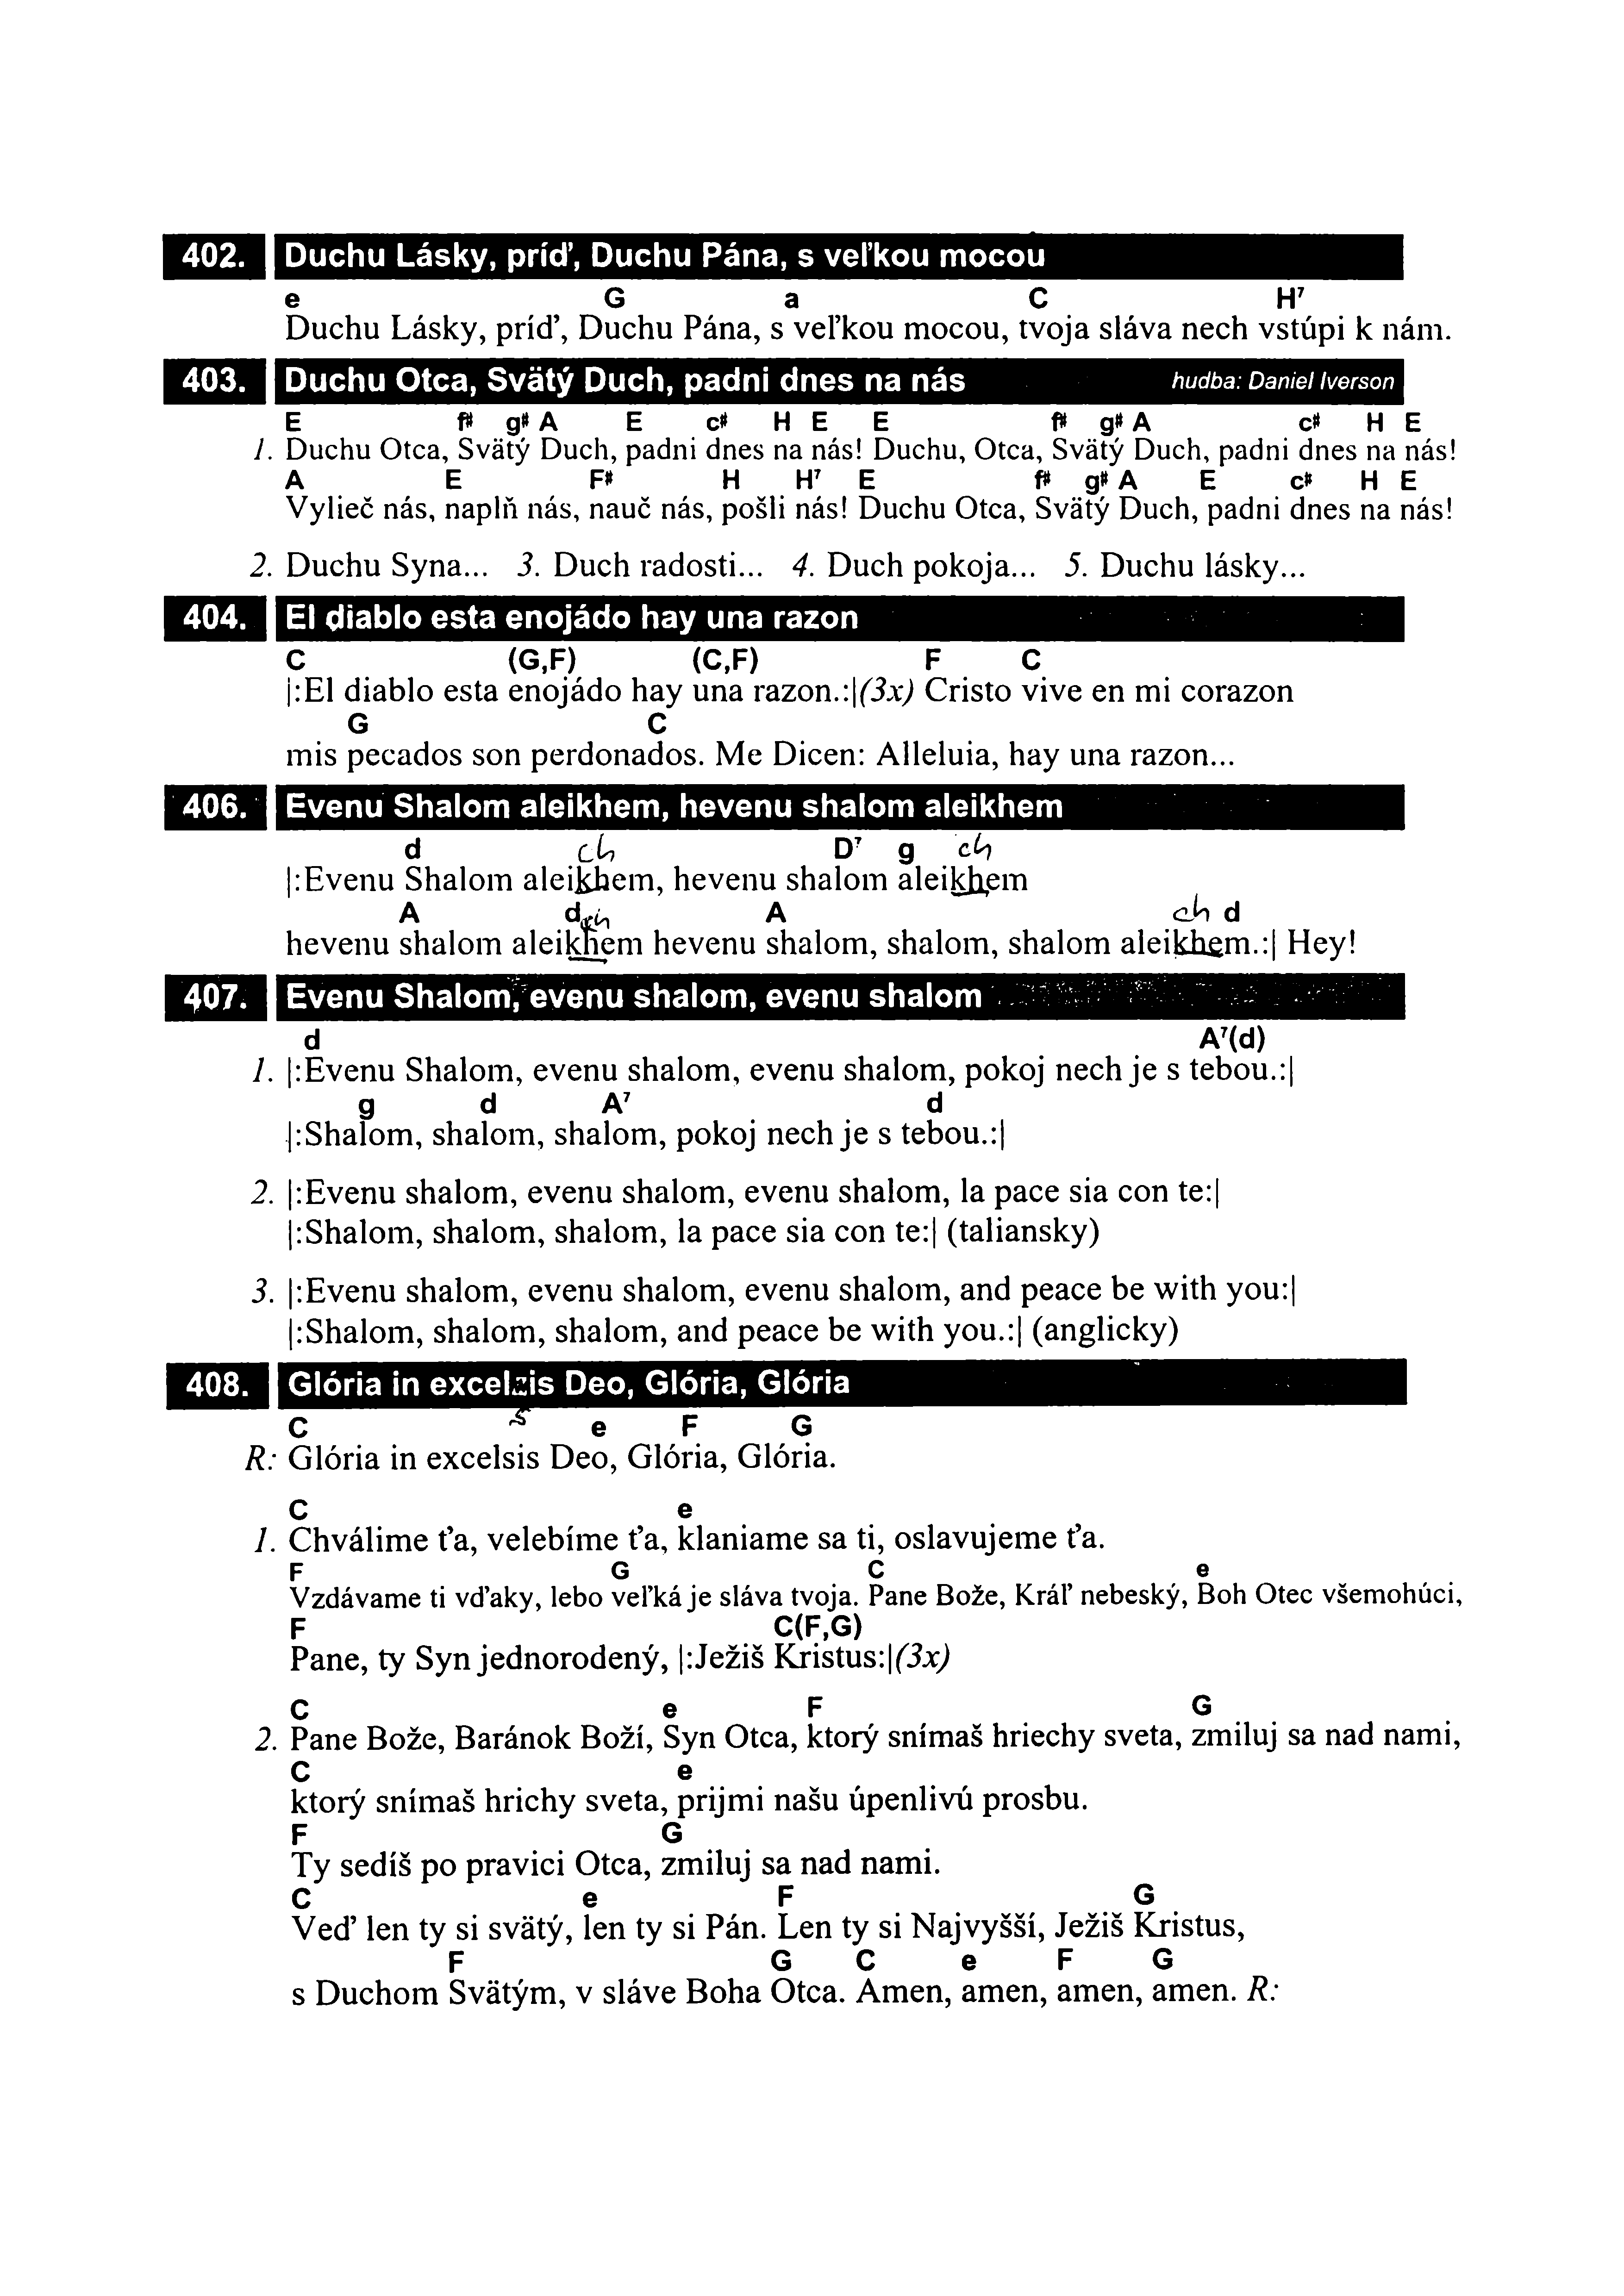 402. Duchu Lásky, príď, Duchu Pána, s veľkou mocou
e G a C H7
Duchu Lásky, príď, Duchu Pána, s veľkou mocou, tvoja sláva nech vstúpi k nám.
403. Duchu Otca, Svätý Duch, padni dnes na nás hudba: Daniel Iverson
E f# g# A E c# H E E f# g# A c# H E
1. Duchu Otca, Svätý Duch, padni dnes na nás! Duchu, Otca, Svätý Duch, padni dnes na nás!
A E F# H H7 E f# g# A E c# H E
Vylieč nás, naplň nás, nauč nás, pošli nás! Duchu Otca, Svätý Duch, padni dnes na nás!
2. Duchu Syna... 3. Duch radosti... 4. Duch pokoja... 5. Duchu lásky...
404. El diablo esta enojádo hay una razon
C (G,F) (C,F) F C
|:El diablo esta enojádo hay una razon.:|(3x) Cristo vive en mi corazon
G C
mis pecados son perdonados. Me Dicen: Alleluia, hay una razon...
406. Evenu Shalom aleikhem, hevenu shalom aleikhem
d ch D7 g ch
|:Evenu Shalom aleikhem, hevenu shalom aleikhem
A d ch A ch d
hevenu shalom aleikhem hevenu shalom, shalom, shalom aleikhem.:| Hey!
407. Evenu Shalom, evenu shalom, evenu shalom
d A7(d)
1. |:Evenu Shalom, evenu shalom, evenu shalom, pokoj nech je s tebou.:|
g d A7 d
|:Shalom, shalom, shalom, pokoj nech je s tebou.:|
2. |:Evenu shalom, evenu shalom, evenu shalom, la pace sia con te:|
|:Shalom, shalom, shalom, la pace sia con te:| (taliansky)
3. |:Evenu shalom, evenu shalom, evenu shalom, and peace be with you:|
|:Shalom, shalom, shalom, and peace be with you.:| (anglicky)
408. Glória in excelzis Deo, Glória, Glória
C s e F G
R: Glória in excelsis Deo, Glória, Glória.
C e
1. Chválime ťa, velebíme ťa, klaniame sa ti, oslavujeme ťa.
F G C e
Vzdávame ti vďaky, lebo veľká je sláva tvoja. Pane Bože, Kráľ nebeský, Boh Otec všemohúci,
F C(F,G)
Pane, ty Syn jednorodený, |:Ježiš Kristus:|(3x)
C e F G
2. Pane Bože, Baránok Boží, Syn Otca, ktorý snímaš hriechy sveta, zmiluj sa nad nami,
C e
ktorý snímaš hrichy sveta, prijmi našu úpenlivú prosbu.
F G
Ty sedíš po pravici Otca, zmiluj sa nad nami.
C e F G
Veď len ty si svätý, len ty si Pán. Len ty si Najvyšší, Ježiš Kristus,
F G C e F G
s Duchom Svätým, v sláve Boha Otca. Amen, amen, amen, amen. R: